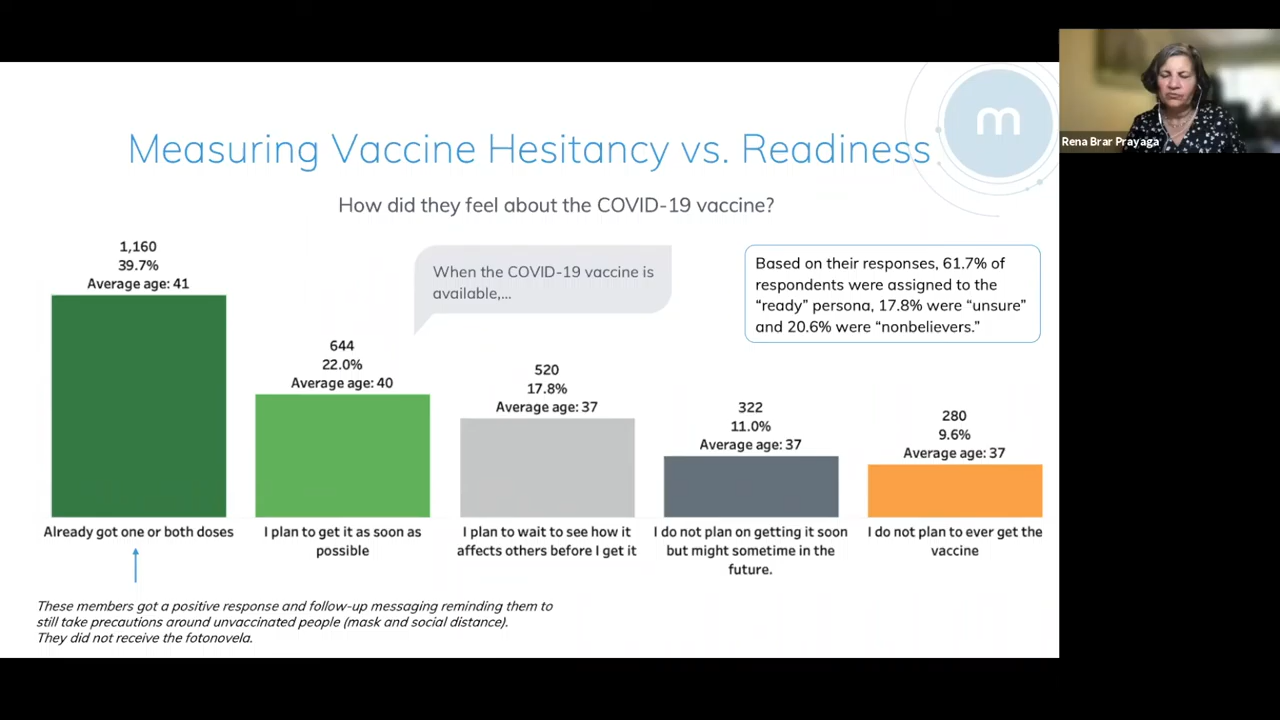 m
Rena Brar Prayaga
Measuring Vaccine Hesitancy vs. Readiness
How did they feel about the COVID-19 vaccine?
When the COVID-19 vaccine is
available,...
Based on their responses, 61.7% of
respondents were assigned to the
“ready” persona, 17.8% were “unsure”
and 20.6% were “nonbelievers.”
1,160
39.7%
Average age: 41
644
22.0%
Average age: 40
520
17.8%
Average age: 37
322
11.0%
Average age: 37
280
9.6%
Average age: 37
Already got one or both doses
I plan to get it as soon as
possible
I plan to wait to see how it
affects others before I get it
I do not plan on getting it soon
but might sometime in the
future.
I do not plan to ever get the
vaccine
These members got a positive response and follow-up messaging reminding them to
still take precautions around unvaccinated people (mask and social distance).
They did not receive the fotonovela.